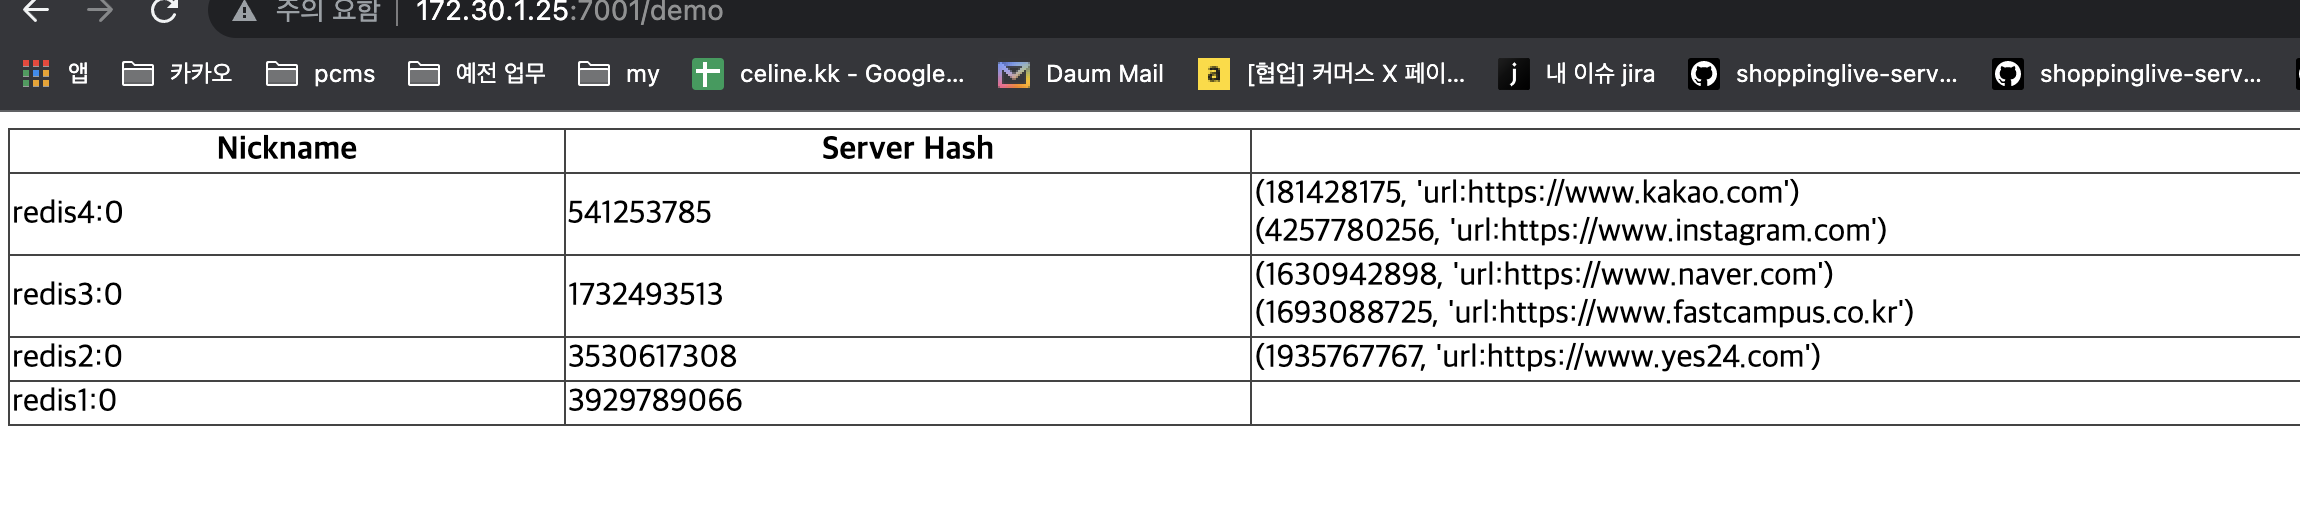 주의 요함 172.30.1.25:7001/demo
앱 카카오 pcms 예전 업무 my celine.kk - Google... Daum Mail a [협업] 커머스 X 페이... j 내 이슈 jira shoppinglive-serv... shoppinglive-serv...
Nickname Server Hash
redis4:0 541253785 (181428175, 'url:https://www.kakao.com')
(4257780256, 'url:https://www.instagram.com')
redis3:0 1732493513 (1630942898, 'url:https://www.naver.com')
(1693088725, 'url:https://www.fastcampus.co.kr')
redis2:0 3530617308 (1935767767, 'url:https://www.yes24.com')
redis1:0 3929789066